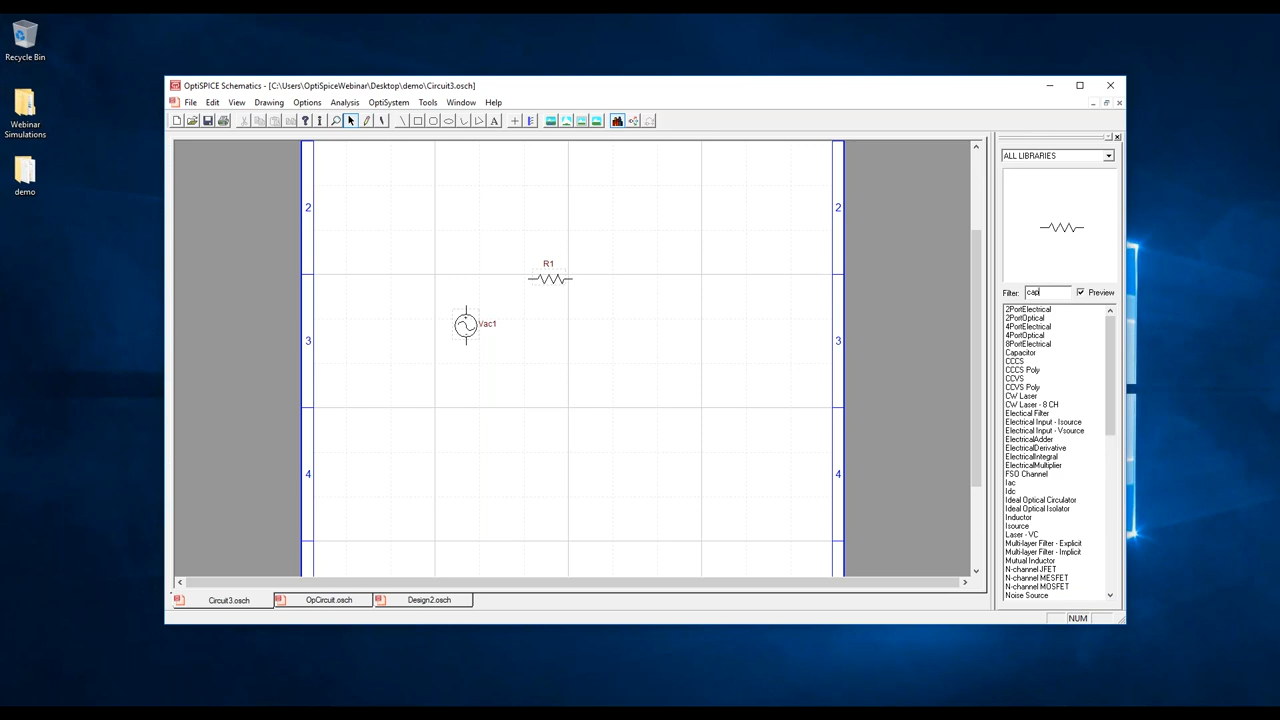 Recycle Bin
Webinar
Simulations
demo
OptiSPICE Schematics - [C:\Users\OptiSpiceWebinar\Desktop\demo\Circuit3.osch]
File Edit View Drawing Options Analysis OptiSystem Tools Window Help
ALL LIBRARIES
2
2
3
3
4
4
R1
Vac1
Filter: cap Preview
2PortElectrical
2PortOptical
4PortElectrical
4PortOptical
8PortElectrical
Capacitor
CCCS
CCCS Poly
CCVS
CCVS Poly
CW Laser
CW Laser - 8 CH
Electical Filter
Electrical Input - Isource
Electrical Input - Vsource
ElectricalAdder
ElectricalDerivative
ElectricalIntegral
ElectricalMultiplier
FSO Channel
Iac
Idc
Ideal Optical Circulator
Ideal Optical Isolator
Inductor
Isource
Laser - VC
Multi-layer Filter - Explicit
Multi-layer Filter - Implicit
Mutual Inductor
N-channel JFET
N-channel MESFET
N-channel MOSFET
Noise Source
Circuit3.osch OpCircuit.osch Design2.osch
NUM